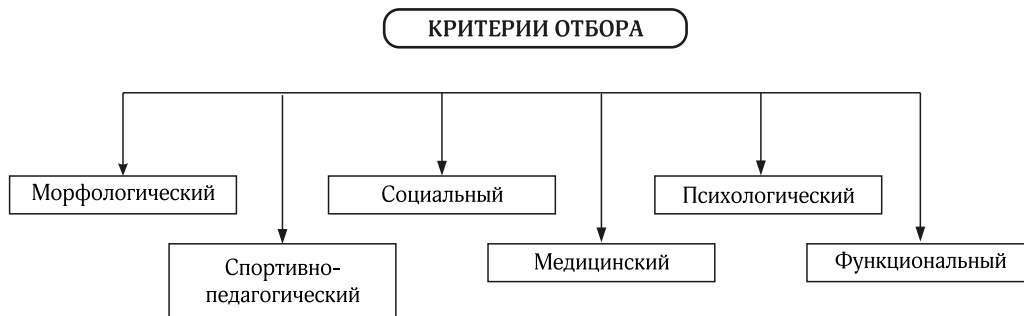 КРИТЕРИИ ОТБОРА
Морфологический
Социальный
Психологический
Спортивно-
педагогический
Медицинский
Функциональный